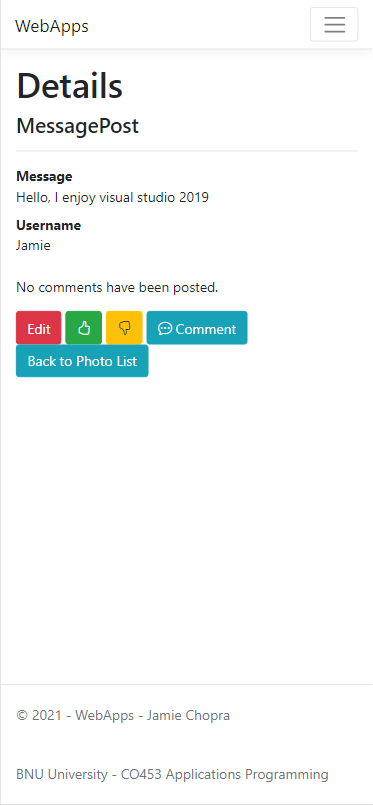 WebApps
Details
MessagePost
Message
Hello, I enjoy visual studio 2019
Username
Jamie
No comments have been posted.
Edit Comment
Back to Photo List
© 2021 - WebApps - Jamie Chopra
BNU University - CO453 Applications Programming